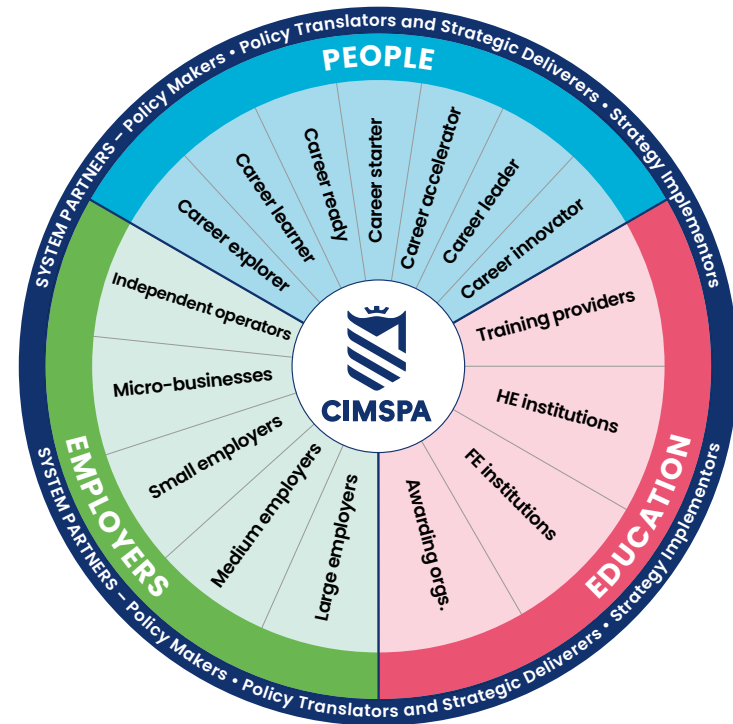 SYSTEM PARTNERS – Policy Makers • Policy Translators and Strategic Deliverers • Strategy Implementors
PEOPLE
Career explorer
Career learner
Career ready
Career starter
Career accelerator
Career leader
Career innovator
EDUCATION
Training providers
HE institutions
FE institutions
Awarding orgs.
EMPLOYERS
Independent operators
Micro-businesses
Small employers
Medium employers
Large employers
CIMSPA
SYSTEM PARTNERS – Policy Makers • Policy Translators and Strategic Deliverers • Strategy Implementors